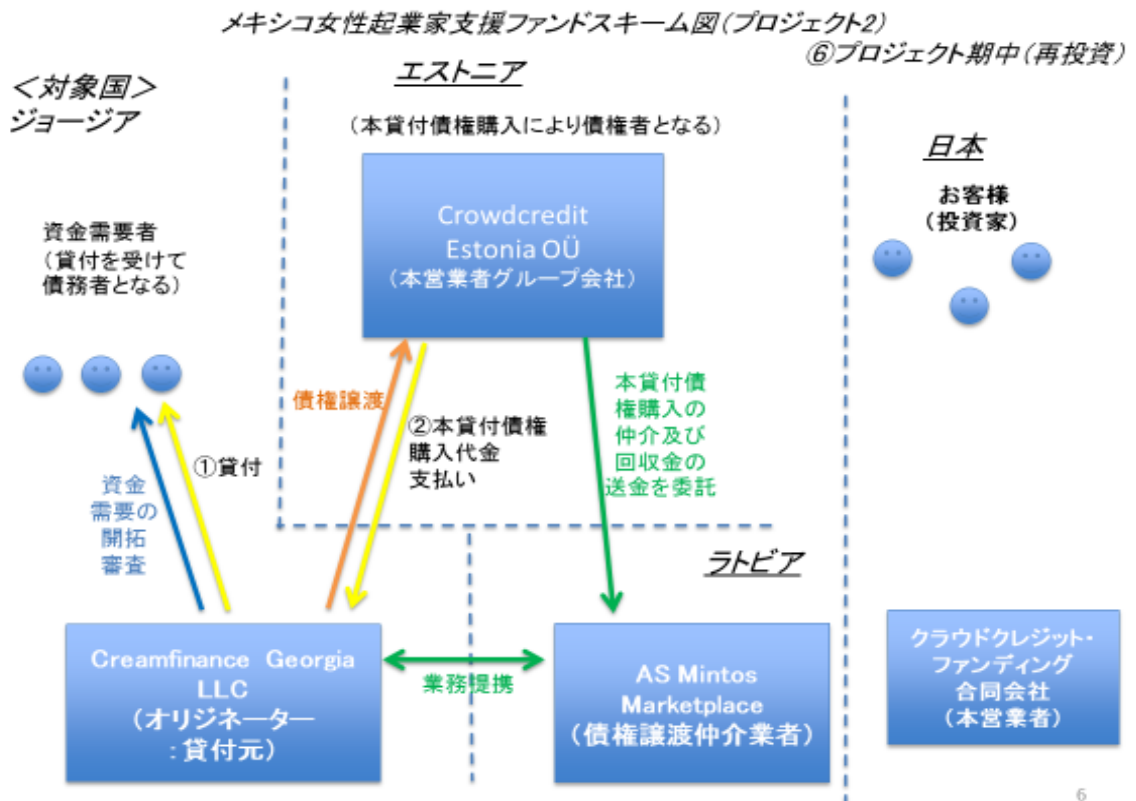 メキシコ女性起業家支援ファンドスキーム図(プロジェクト2)
⑥プロジェクト期中(再投資)
<対象国>
ジョージア
エストニア
(本貸付債権購入により債権者となる)
日本
お客様
(投資家)
資金需要者
(貸付を受けて
債務者となる)
Crowdcredit
Estonia OÜ
(本営業者グループ会社)
債権譲渡
②本貸付債権
購入代金
支払い
本貸付債
権購入の
仲介及び
回収金の
送金を委託
①貸付
資金
需要の
開拓
審査
ラトビア
Creamfinance Georgia
LLC
(オリジネーター
:貸付元)
業務提携
AS Mintos
Marketplace
(債権譲渡仲介業者)
クラウドクレジット・
ファンディング
合同会社
(本営業者)
6